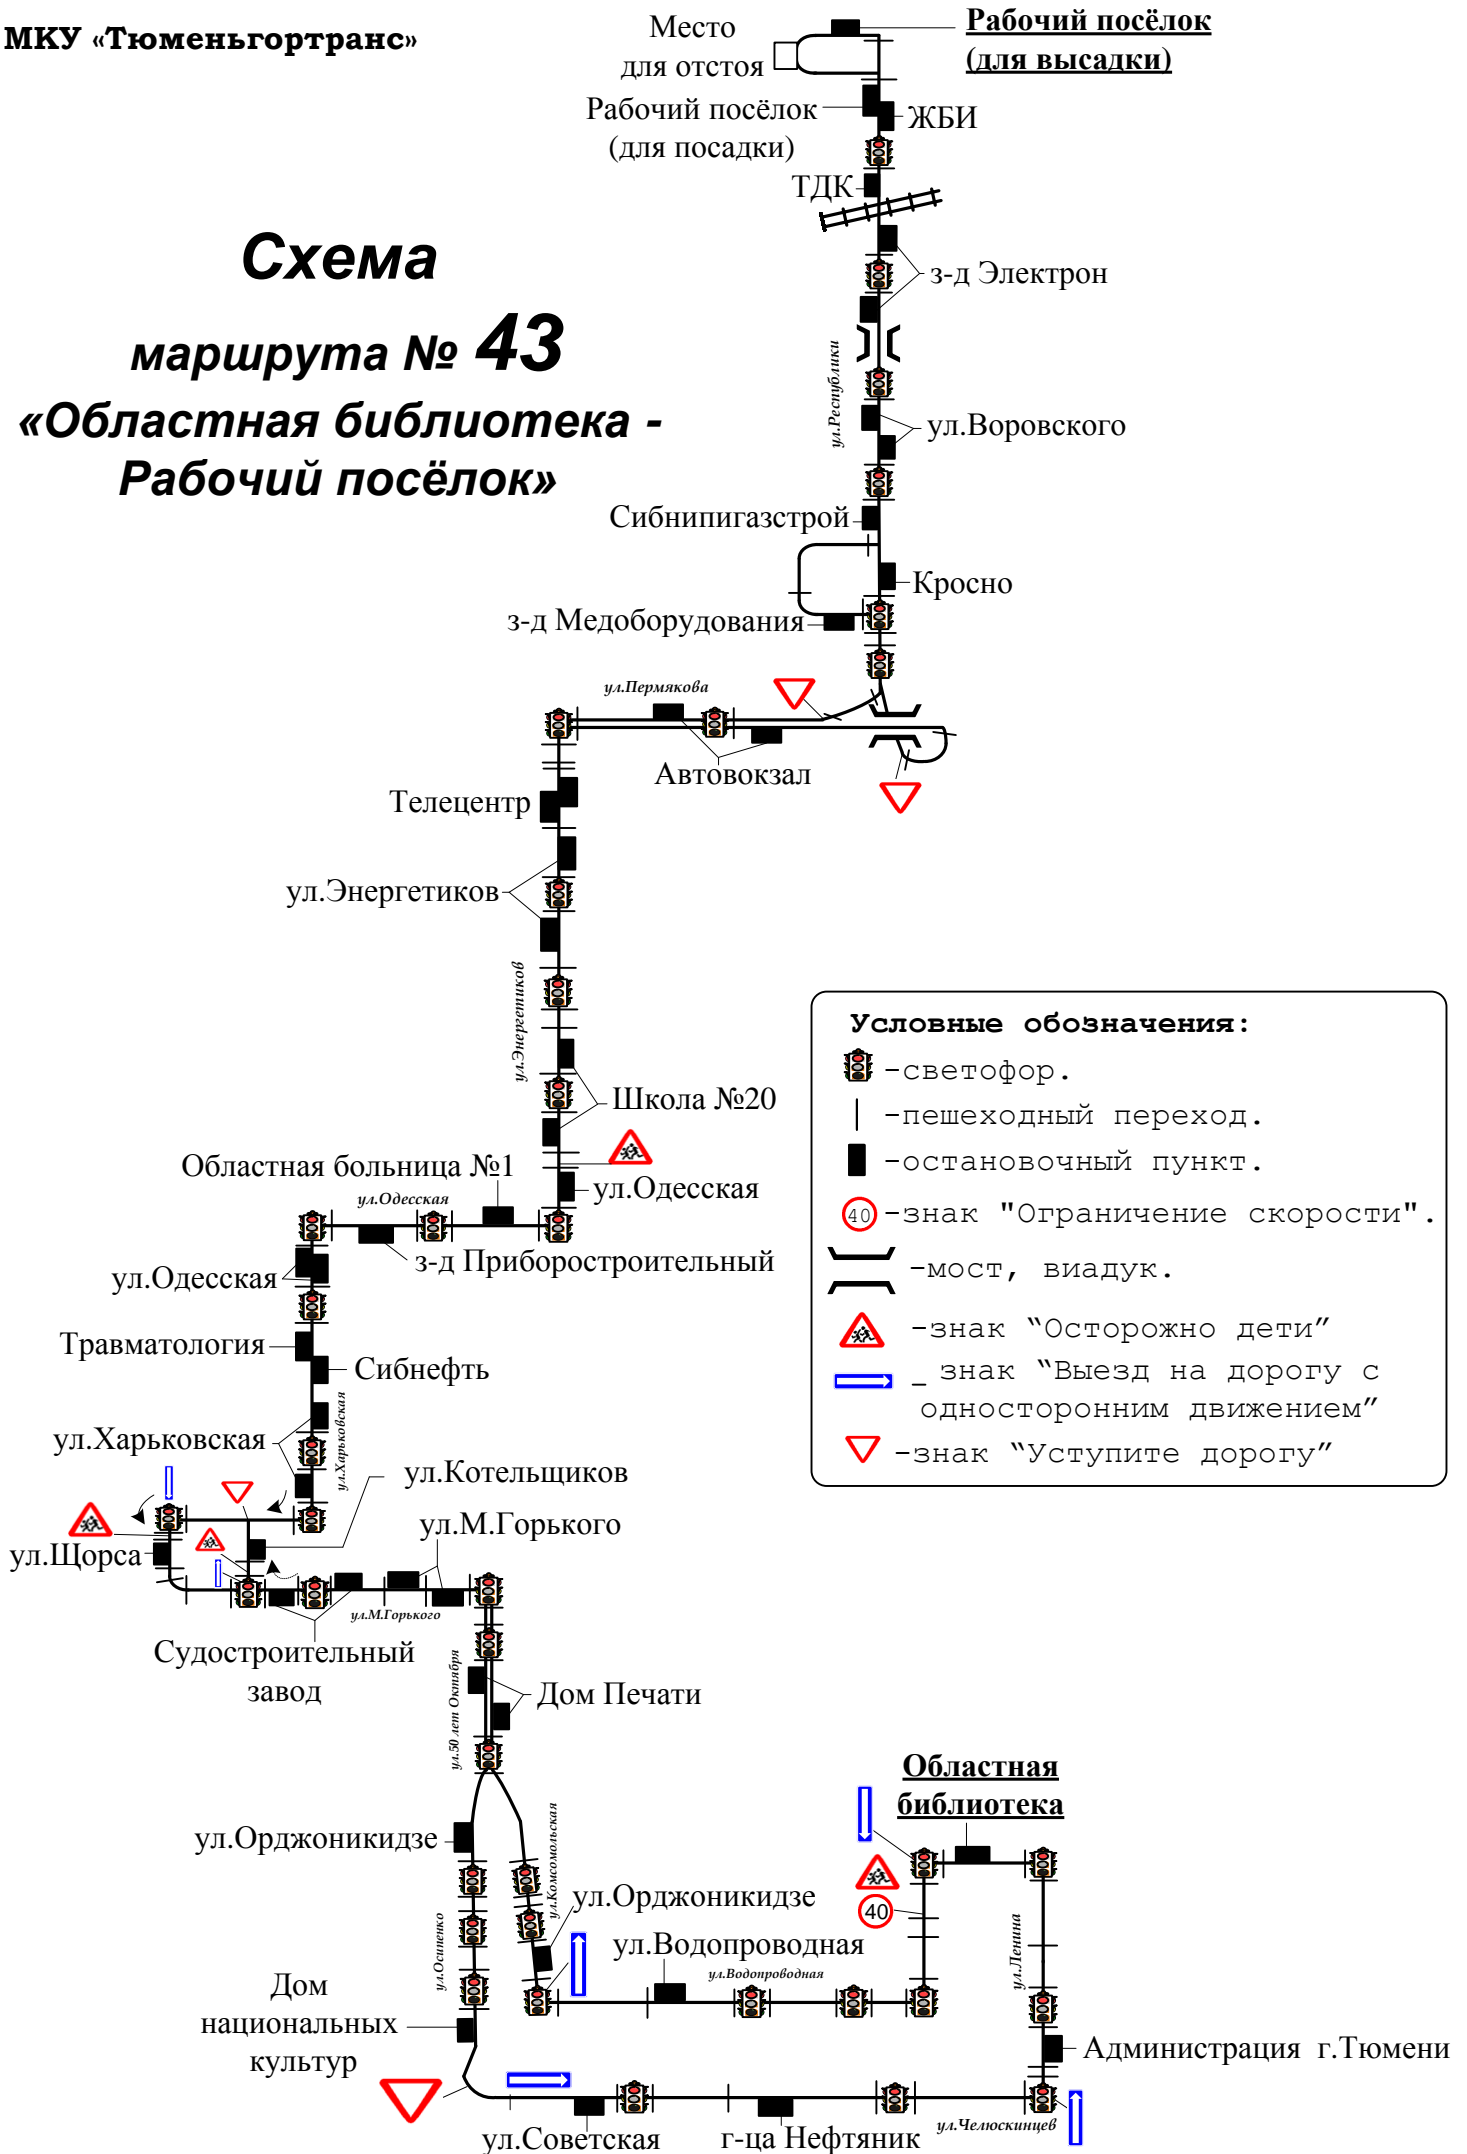 МКУ «Тюменьгортранс»
Место
для отстоя
Рабочий посёлок
(для высадки)
Рабочий посёлок
(для посадки)
ЖБИ
ТДК
Схема
маршрута № 43
«Областная библиотека -
Рабочий посёлок»
з-д Электрон
ул.Республики
ул.Воровского
Сибнипигазстрой
Кросно
з-д Медоборудования
ул.Пермякова
Автовокзал
Телецентр
ул.Энергетиков
ул.Энергетиков
Школа №20
Областная больница №1
ул.Одесская
ул.Одесская
з-д Приборостроительный
ул.Одесская
Травматология
Сибнефть
ул.Харьковская
ул.Харьковская
ул.Котельщиков
ул.М.Горького
ул.Щорса
ул.М.Горького
Судостроительный
завод
ул.50 лет Октября
Дом Печати
Условные обозначения:
-светофор.
-пешеходный переход.
-остановочный пункт.
40 -знак "Ограничение скорости".
-мост, виадук.
-знак “Осторожно дети”
- знак “Выезд на дорогу с
односторонним движением”
-знак “Уступите дорогу”
Областная
библиотека
ул.Орджоникидзе
ул.Комсомольская
ул.Орджоникидзе
40
ул.Водопроводная
ул.Водопроводная
ул.Осипенко
ул.Ленина
Дом
национальных
культур
Администрация г.Тюмени
ул.Советская
г-ца Нефтяник
ул.Челюскинцев